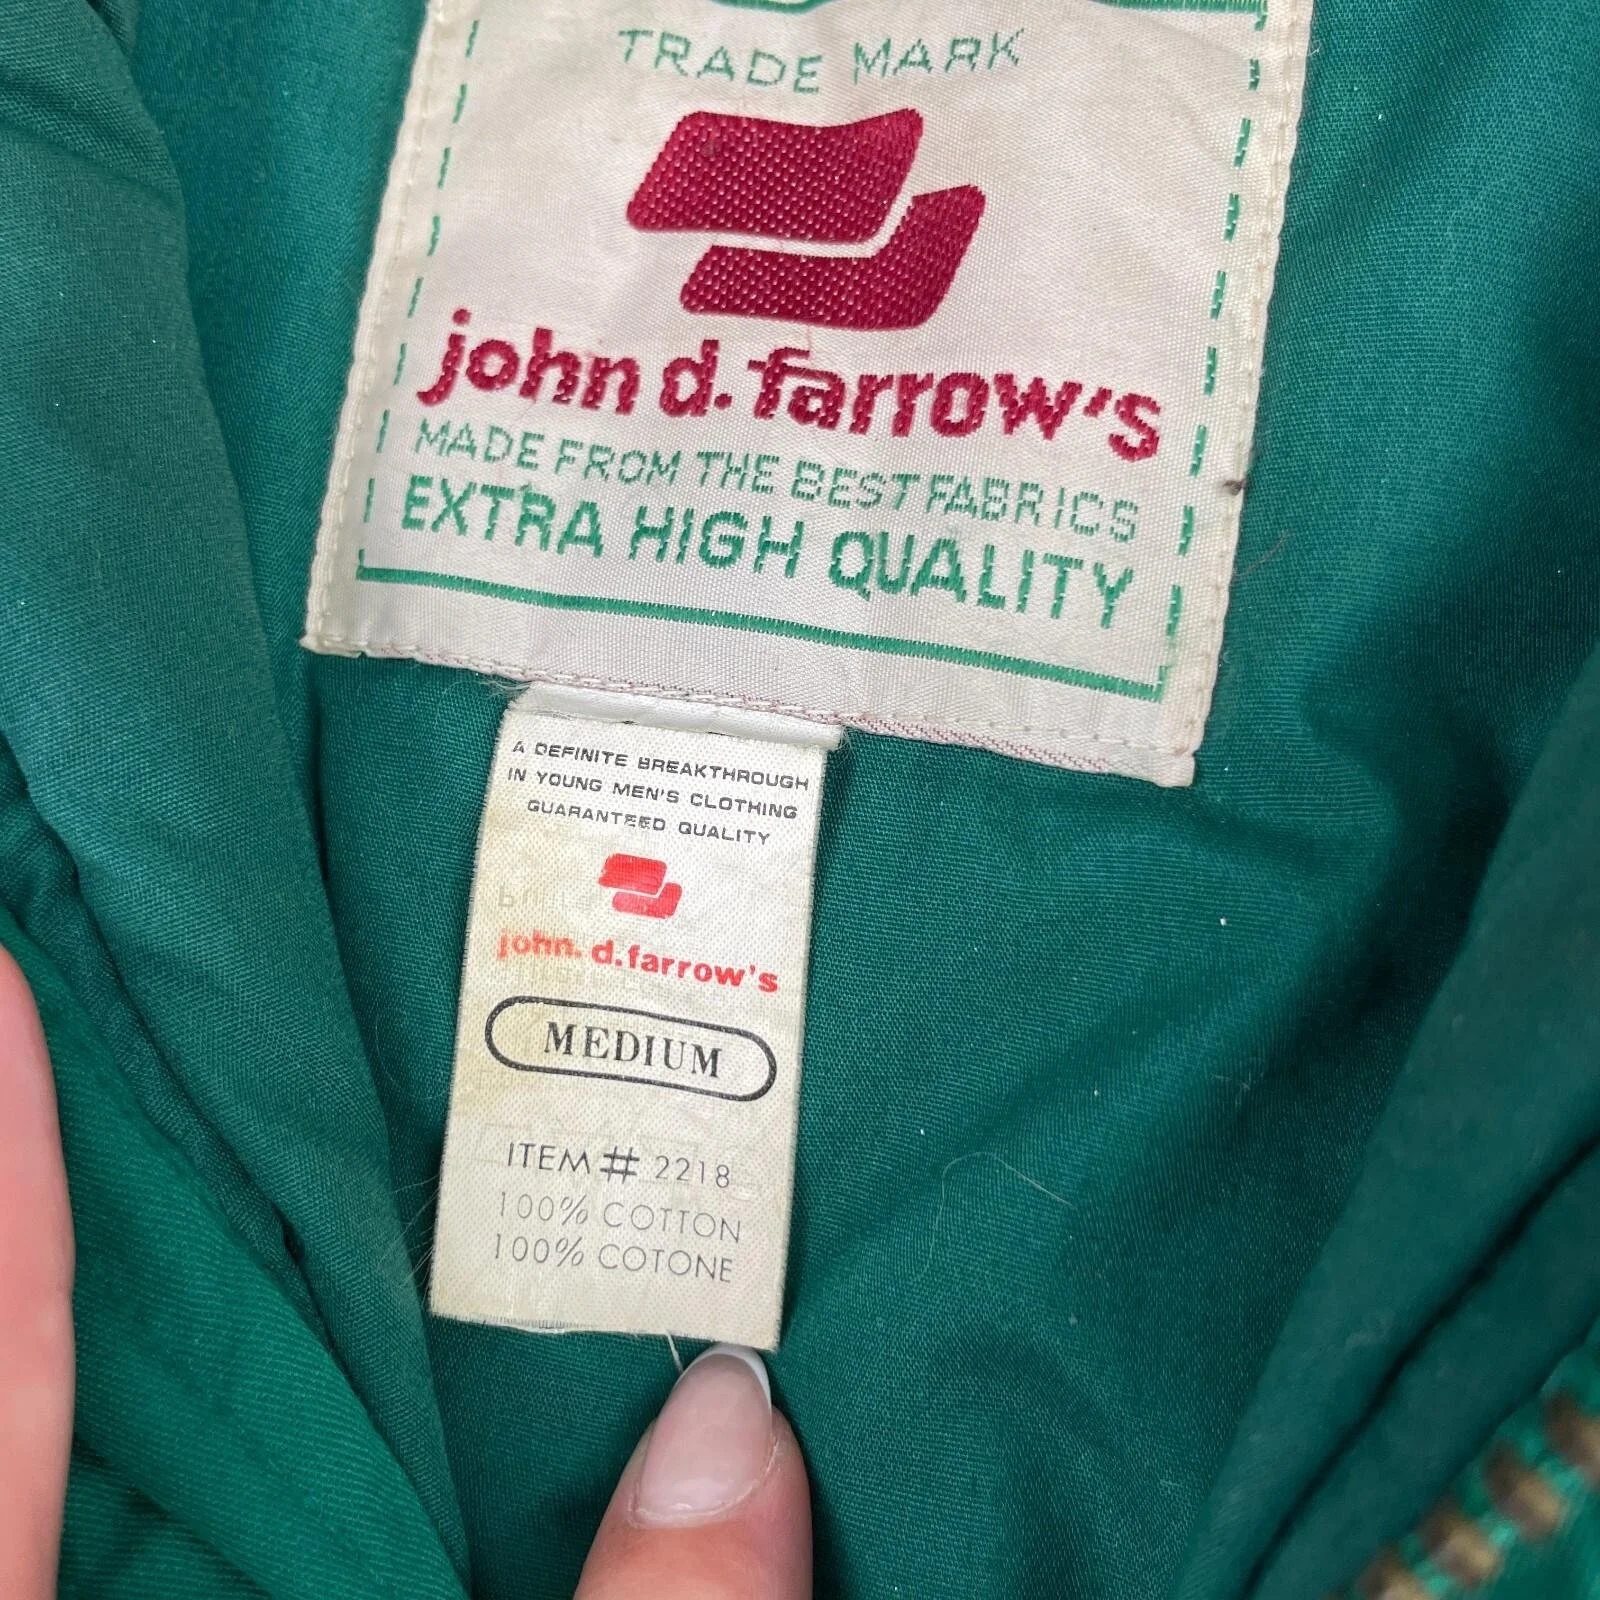 TRADE MARK
john d. farrow's
MADE FROM THE BEST FABRICS
EXTRA HIGH QUALITY
A DEFINITE BREAKTHROUGH
IN YOUNG MEN'S CLOTHING
GUARANTEED QUALITY
john. d. farrow's
MEDIUM
ITEM # 2218
100% COTTON
100% COTONE